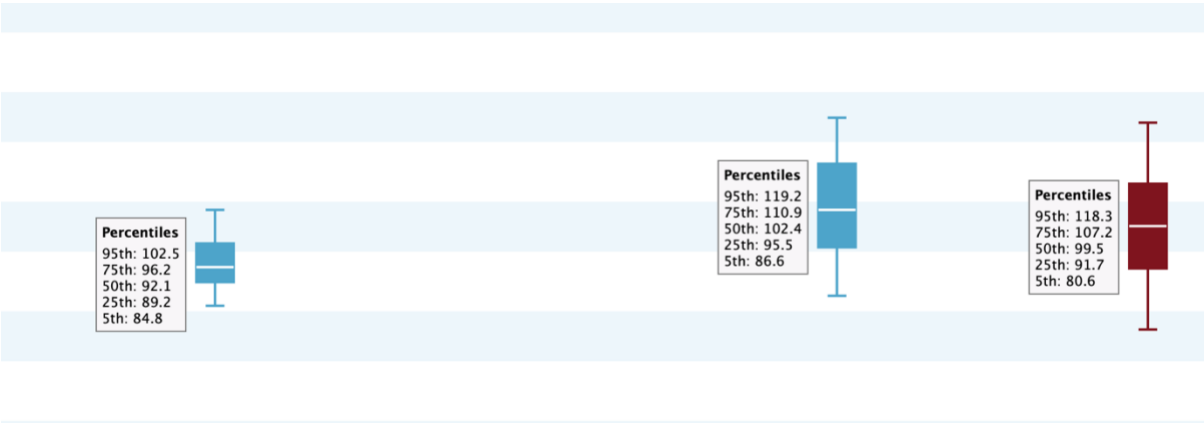 Percentiles
95th: 102.5
75th: 96.2
50th: 92.1
25th: 89.2
5th: 84.8
Percentiles
95th: 119.2
75th: 110.9
50th: 102.4
25th: 95.5
5th: 86.6
Percentiles
95th: 118.3
75th: 107.2
50th: 99.5
25th: 91.7
5th: 80.6